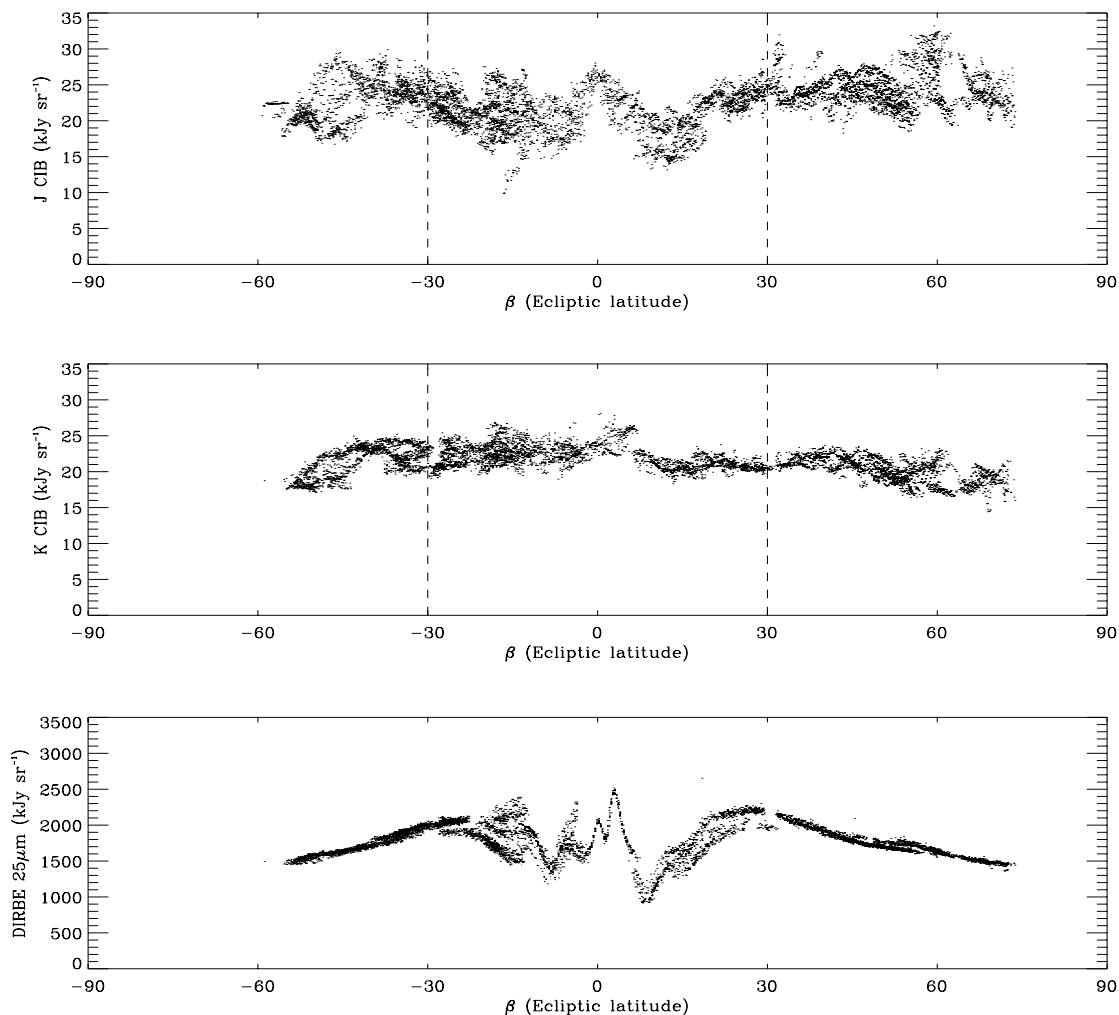 35
30
25
20
15
10
5
0
J CIB (kJy sr⁻¹)
−90 −60 −30 0 30 60 90
β (Ecliptic latitude)
35
30
25
20
15
10
5
0
K CIB (kJy sr⁻¹)
−90 −60 −30 0 30 60 90
β (Ecliptic latitude)
3500
3000
2500
2000
1500
1000
500
0
DIRBE 25μm (kJy sr⁻¹)
−90 −60 −30 0 30 60 90
β (Ecliptic latitude)